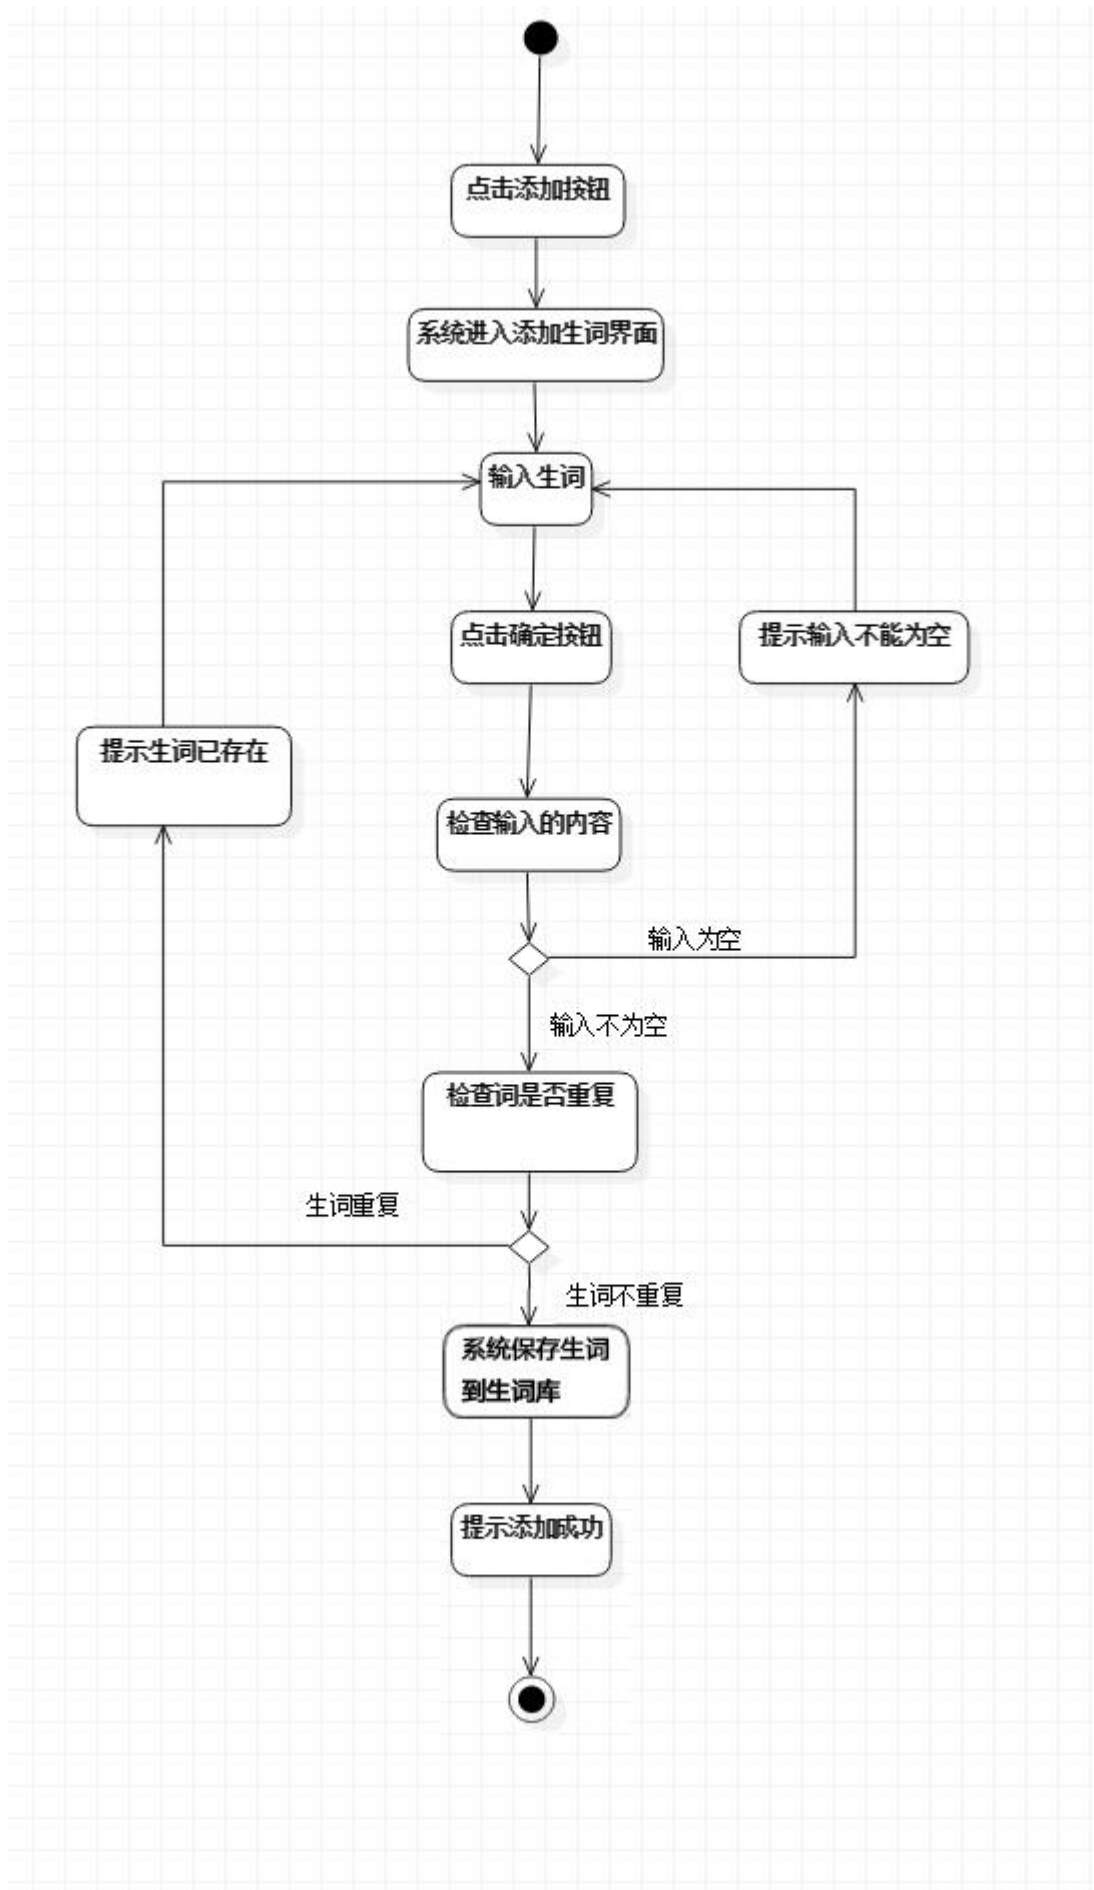 点击添加按钮
系统进入添加生词界面
输入生词
点击确定按钮
提示输入不能为空
提示生词已存在
检查输入的内容
输入为空
输入不为空
检查词是否重复
生词重复
生词不重复
系统保存生词
到生词库
提示添加成功